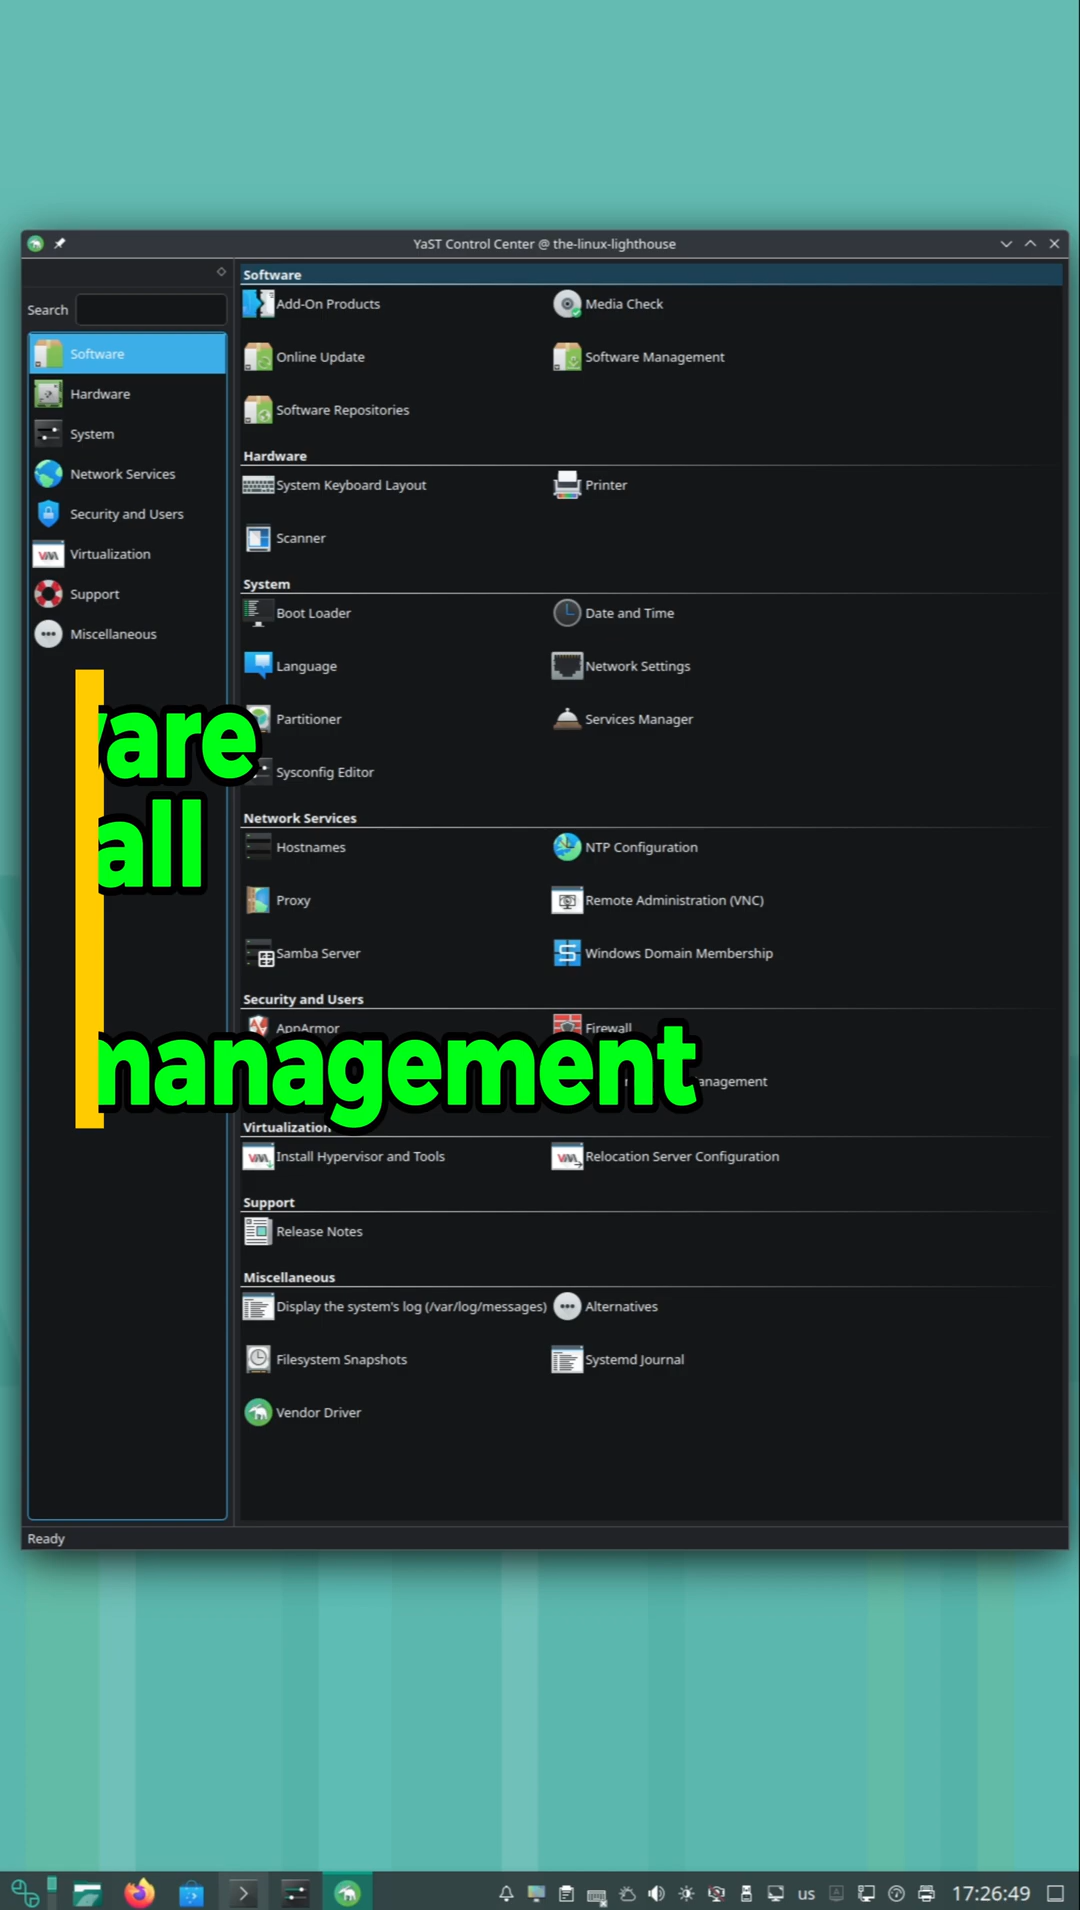 YaST Control Center @ the-linux-lighthouse
Search
Software
Hardware
System
Network Services
Security and Users
Virtualization
Support
Miscellaneous
Software
Add-On Products
Media Check
Online Update
Software Management
Software Repositories
Hardware
System Keyboard Layout
Printer
Scanner
System
Boot Loader
Date and Time
Language
Network Settings
Partitioner
Services Manager
Sysconfig Editor
Network Services
Hostnames
NTP Configuration
Proxy
Remote Administration (VNC)
Samba Server
Windows Domain Membership
Security and Users
AppArmor
Firewall
anagement
Virtualization
Install Hypervisor and Tools
Relocation Server Configuration
Support
Release Notes
Miscellaneous
Display the system's log (/var/log/messages)
Alternatives
Filesystem Snapshots
Systemd Journal
Vendor Driver
are
all
management
Ready
us
17:26:49